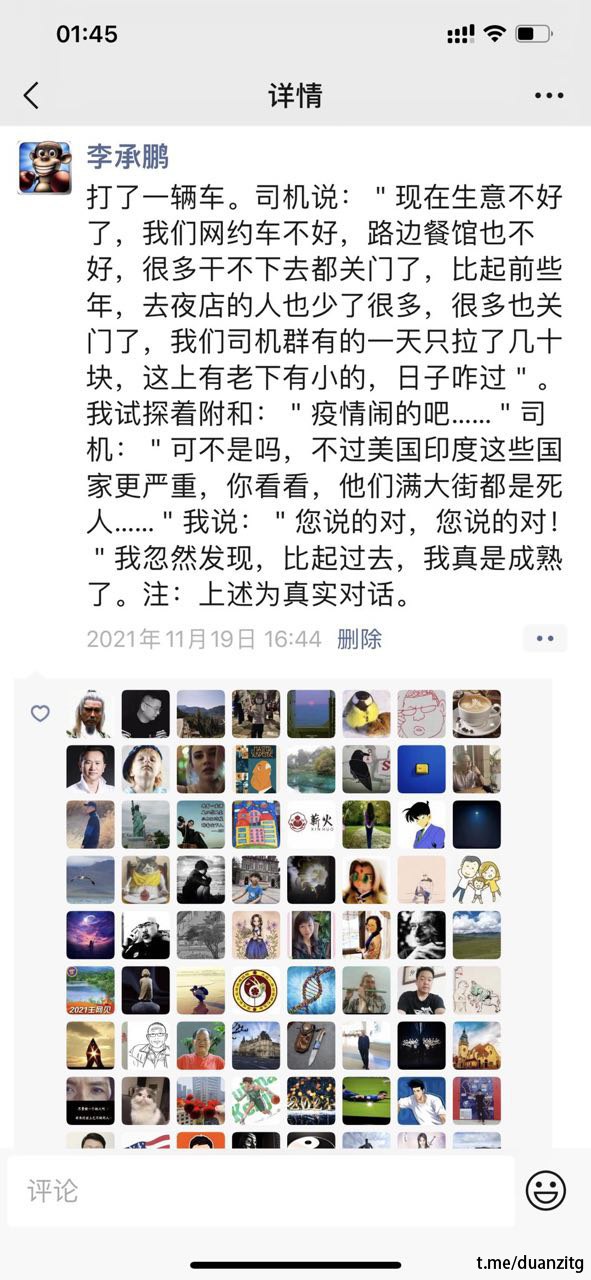 01:45
详情
李承鹏
打了一辆车。司机说："现在生意不好
了，我们网约车不好，路边餐馆也不
好，很多干不下去都关门了，比起前些
年，去夜店的人也少了很多，很多也关
门了，我们司机群有的一天只拉了几十
块，这上有老下有小的，日子咋过"。
我试探着附和："疫情闹的吧……"司
机："可不是吗，不过美国印度这些国
家更严重，你看看，他们满大街都是死
人……"我说："您说的对，您说的对！
"我忽然发现，比起过去，我真是成熟
了。注：上述为真实对话。
2021年11月19日 16:44 删除
薪火
XINHUO
2021王阿贝
2022
评论
t.me/duanzitg